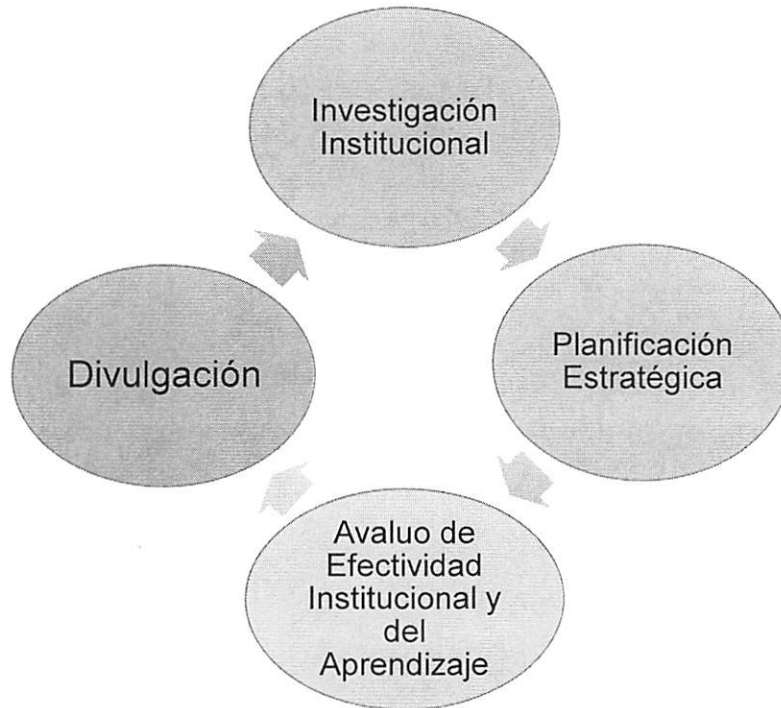 Investigación
Institucional
Planificación
Estratégica
Avaluo de
Efectividad
Institucional y
del
Aprendizaje
Divulgación